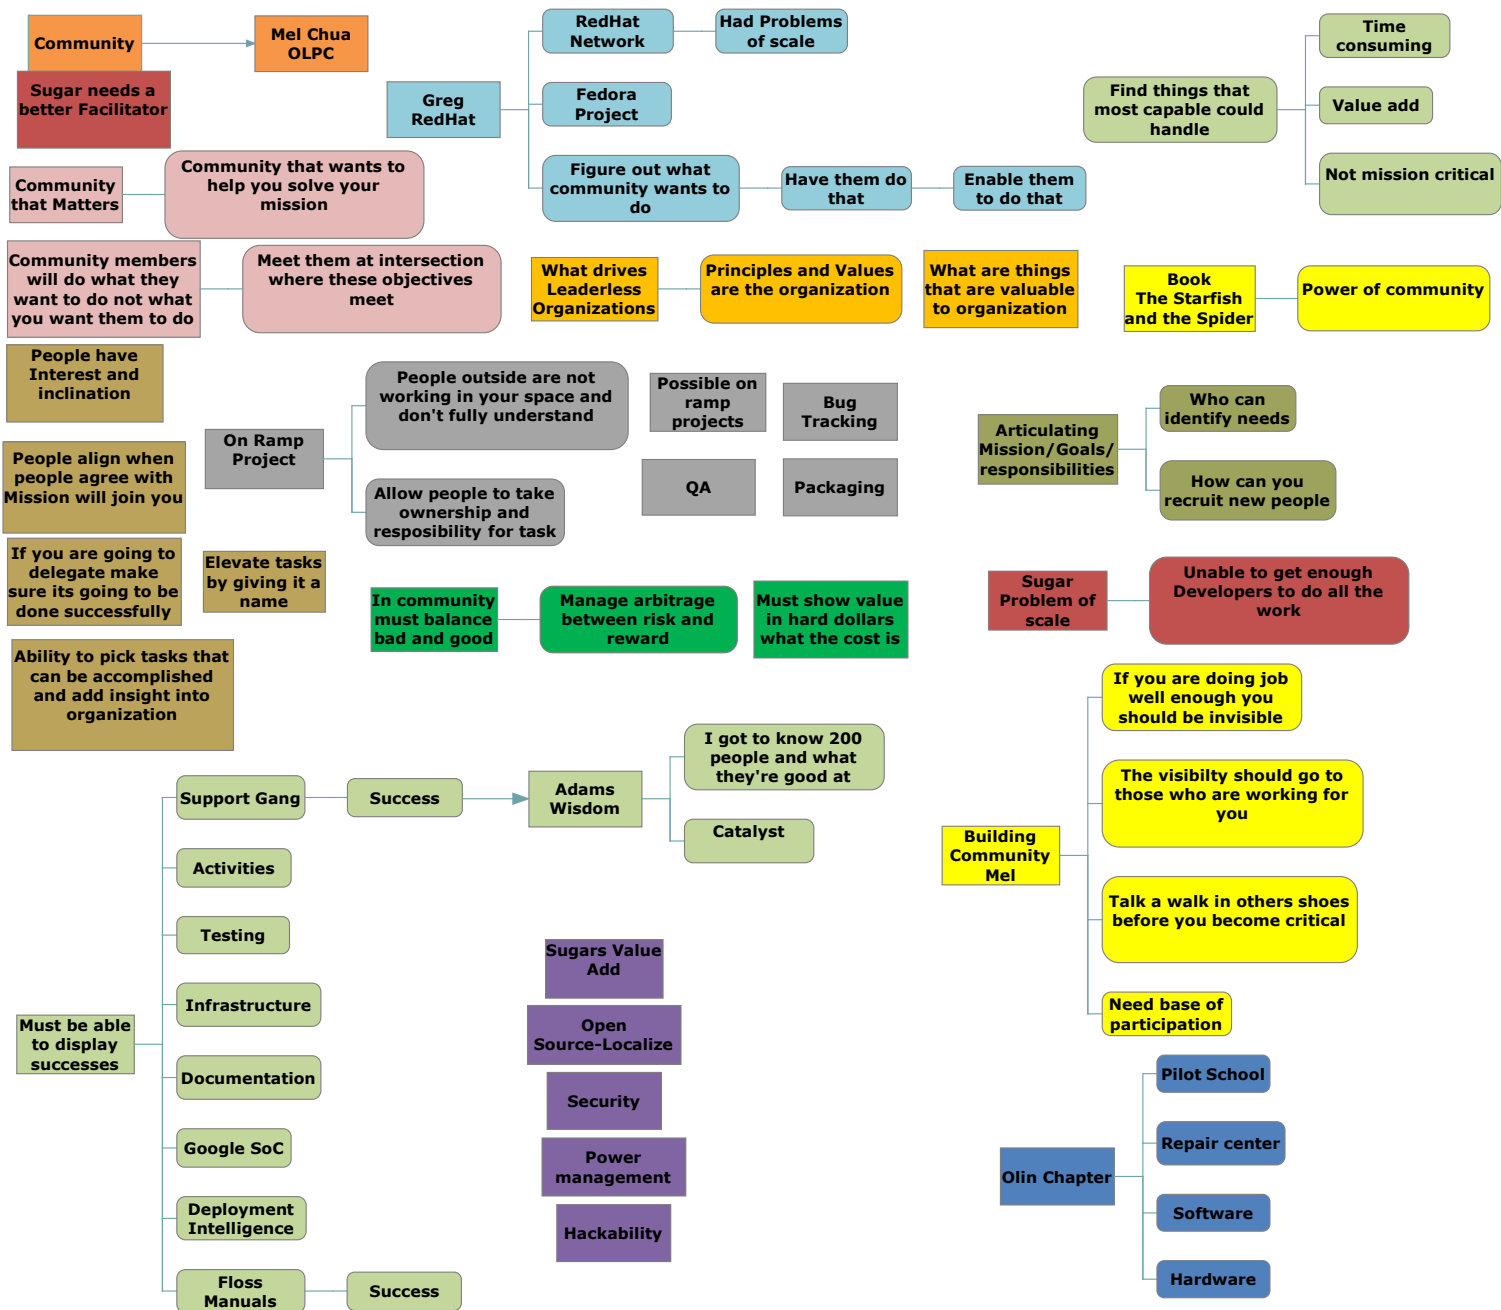 Community
Mel Chua
OLPC
Sugar needs a
better Facilitator
Greg
RedHat
RedHat
Network
Had Problems
of scale
Fedora
Project
Figure out what
community wants to
do
Have them do
that
Enable them
to do that
Find things that
most capable could
handle
Time
consuming
Value add
Not mission critical
Community
that Matters
Community that wants to
help you solve your
mission
Community members
will do what they
want to do not what
you want them to do
Meet them at intersection
where these objectives
meet
What drives
Leaderless
Organizations
Principles and Values
are the organization
What are things
that are valuable
to organization
Book
The Starfish
and the Spider
Power of community
People have
Interest and
inclination
People align when
people agree with
Mission will join you
If you are going to
delegate make
sure its going to be
done successfully
Elevate tasks
by giving it a
name
Ability to pick tasks that
can be accomplished
and add insight into
organization
On Ramp
Project
People outside are not
working in your space and
don't fully understand
Allow people to take
ownership and
resposibility for task
Possible on
ramp
projects
Bug
Tracking
QA
Packaging
Articulating
Mission/Goals/
responsibilities
Who can
identify needs
How can you
recruit new people
In community
must balance
bad and good
Manage arbitrage
between risk and
reward
Must show value
in hard dollars
what the cost is
Sugar
Problem of
scale
Unable to get enough
Developers to do all the
work
Must be able
to display
successes
Support Gang
Success
Adams
Wisdom
I got to know 200
people and what
they're good at
Catalyst
Activities
Testing
Infrastructure
Documentation
Google SoC
Deployment
Intelligence
Floss
Manuals
Success
Sugars Value
Add
Open
Source-Localize
Security
Power
management
Hackability
Building
Community
Mel
If you are doing job
well enough you
should be invisible
The visibilty should go to
those who are working for
you
Talk a walk in others shoes
before you become critical
Need base of
participation
Olin Chapter
Pilot School
Repair center
Software
Hardware